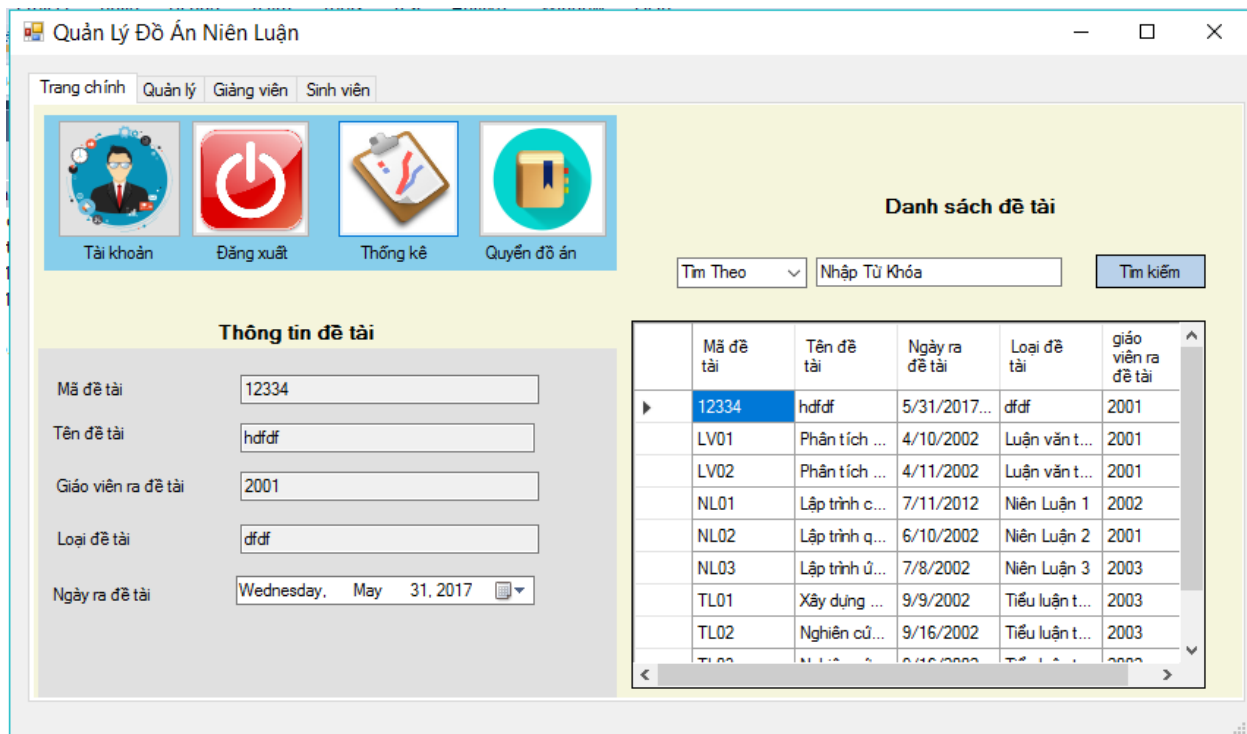 Quản Lý Đồ Án Niên Luận
Trang chính Quản lý Giảng viên Sinh viên
Tài khoản Đăng xuất Thống kê Quyển đồ án
Danh sách đề tài
Tìm Theo Nhập Từ Khóa Tìm kiếm
Thông tin đề tài
Mã đề tài 12334
Tên đề tài hdfdf
Giáo viên ra đề tài 2001
Loại đề tài dfdf
Ngày ra đề tài Wednesday, May 31, 2017
Mã đề tài Tên đề tài Ngày ra đề tài Loại đề tài giáo viên ra đề tài
12334 hdfdf 5/31/2017... dfdf 2001
LV01 Phân tích ... 4/10/2002 Luận văn t... 2001
LV02 Phân tích ... 4/11/2002 Luận văn t... 2001
NL01 Lập trình c... 7/11/2012 Niên Luận 1 2002
NL02 Lập trình q... 6/10/2002 Niên Luận 2 2001
NL03 Lập trình ứ... 7/8/2002 Niên Luận 3 2003
TL01 Xây dựng ... 9/9/2002 Tiểu luận t... 2003
TL02 Nghiên cứ... 9/16/2002 Tiểu luận t... 2003